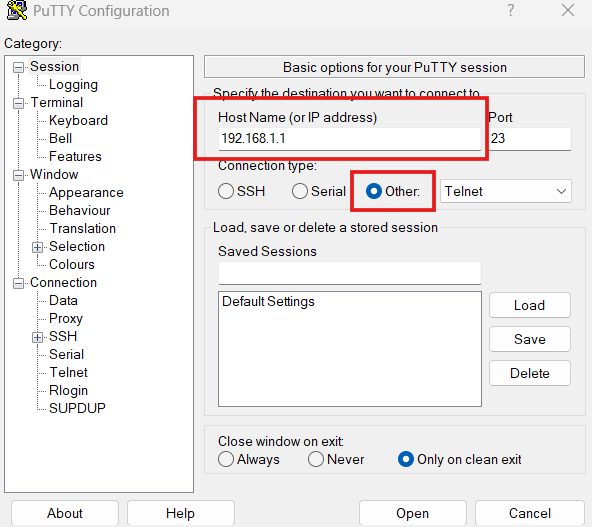 PuTTY Configuration
Category:
Session
Logging
Terminal
Keyboard
Bell
Features
Window
Appearance
Behaviour
Translation
Selection
Colours
Connection
Data
Proxy
SSH
Serial
Telnet
Rlogin
SUPDUP
Basic options for your PuTTY session
Specify the destination you want to connect to
Host Name (or IP address) Port
192.168.1.1 23
Connection type:
SSH Serial Other: Telnet
Load, save or delete a stored session
Saved Sessions
Default Settings
Load
Save
Delete
Close window on exit:
Always Never Only on clean exit
About Help Open Cancel